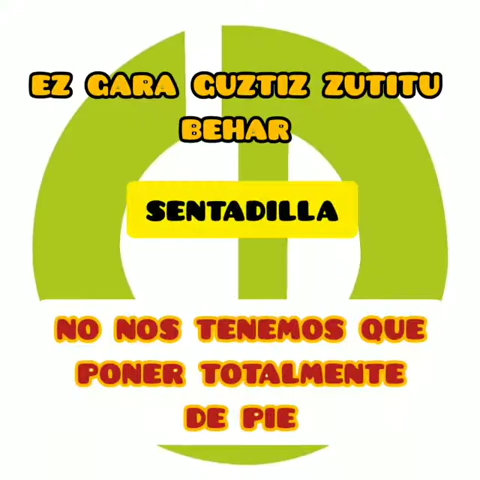 EZ GARA GUZTIZ ZUTITU
BEHAR
SENTADILLA
NO NOS TENEMOS QUE
PONER TOTALMENTE
DE PIE